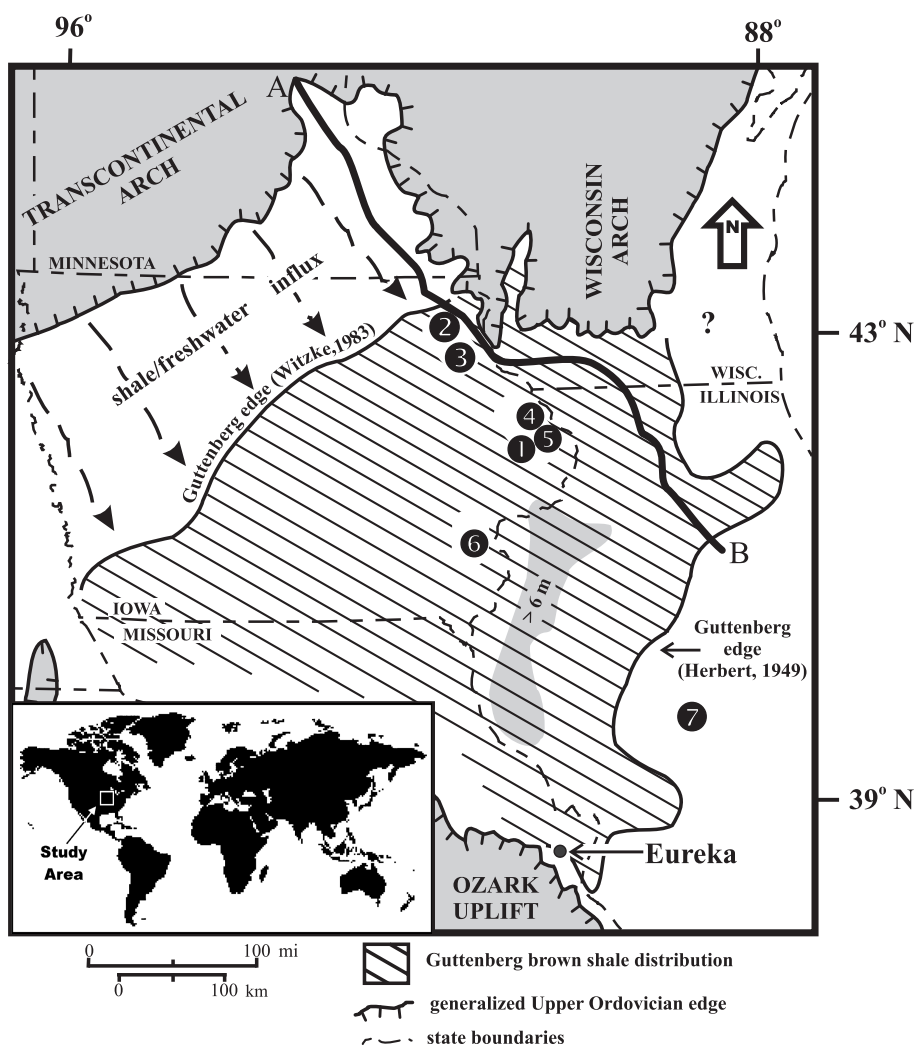 96°
88°
A
TRANSCONTINENTAL
ARCH
WISCONSIN
ARCH
N
MINNESOTA
shale/freshwater influx
?
43° N
Guttenberg edge (Witzke,1983)
2
3
WISC.
ILLINOIS
4
5
1
6
B
> 6 m
IOWA
MISSOURI
Guttenberg
edge
(Herbert, 1949)
7
39° N
Study
Area
Eureka
OZARK
UPLIFT
0 100 mi
0 100 km
Guttenberg brown shale distribution
generalized Upper Ordovician edge
state boundaries